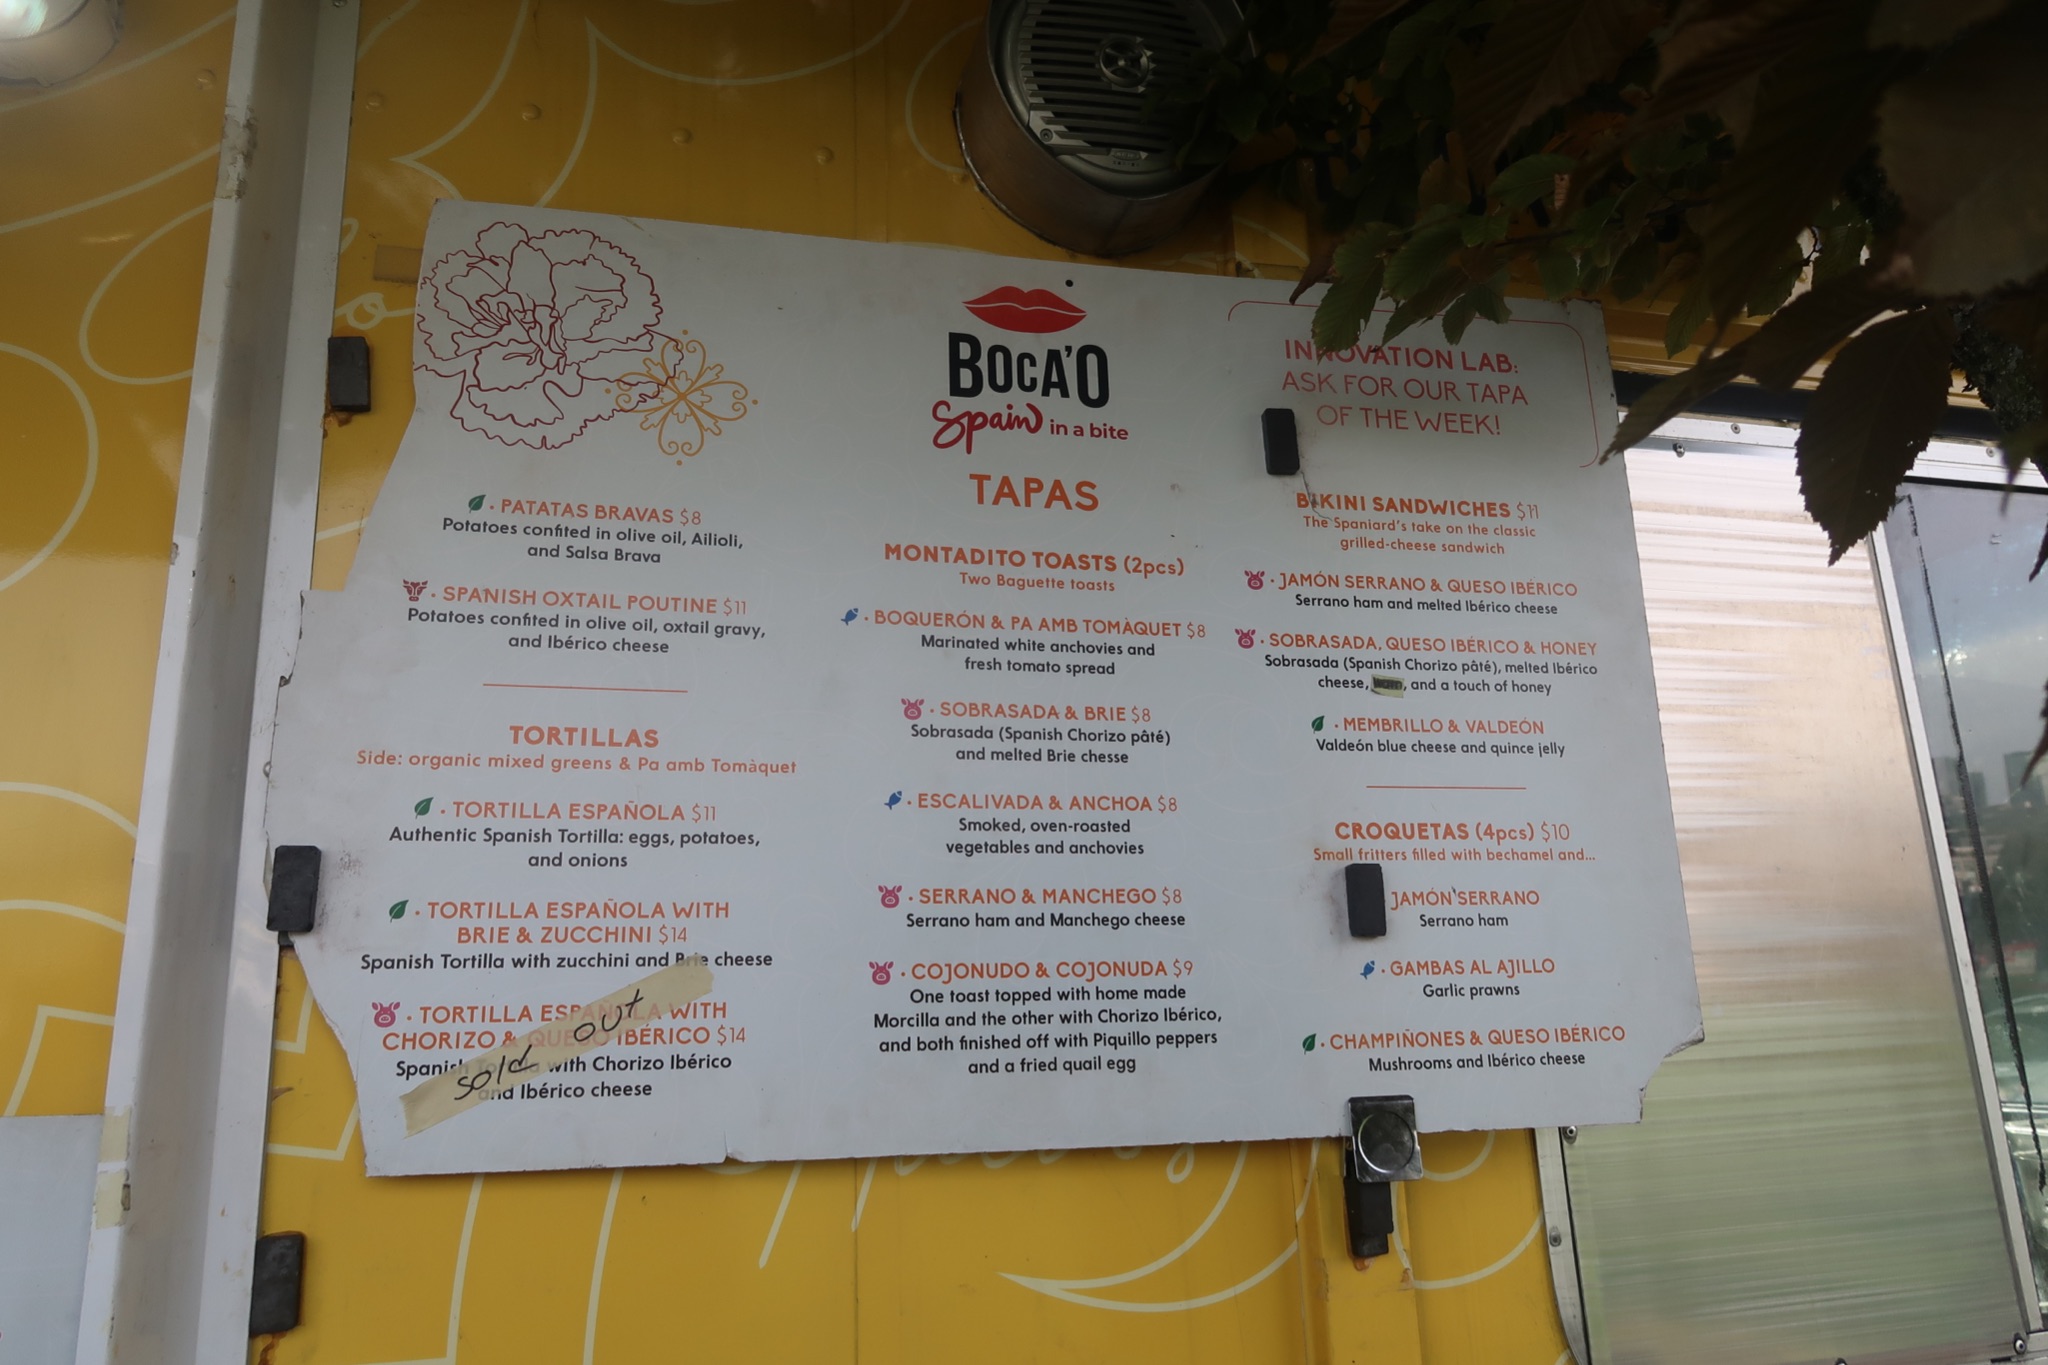 BOCA'O
Spain in a bite
INNOVATION LAB:
ASK FOR OUR TAPA
OF THE WEEK!
· PATATAS BRAVAS $8
Potatoes confited in olive oil, Ailioli,
and Salsa Brava
· SPANISH OXTAIL POUTINE $11
Potatoes confited in olive oil, oxtail gravy,
and Ibérico cheese
TORTILLAS
Side: organic mixed greens & Pa amb Tomàquet
· TORTILLA ESPAÑOLA $11
Authentic Spanish Tortilla: eggs, potatoes,
and onions
· TORTILLA ESPAÑOLA WITH
BRIE & ZUCCHINI $14
Spanish Tortilla with zucchini and Brie cheese
· TORTILLA ESPAÑOLA WITH
CHORIZO & QUESO IBÉRICO $14
Spanish Tortilla with Chorizo Ibérico
and Ibérico cheese
sold out
TAPAS
MONTADITO TOASTS (2pcs)
Two Baguette toasts
· BOQUERÓN & PA AMB TOMÀQUET $8
Marinated white anchovies and
fresh tomato spread
· SOBRASADA & BRIE $8
Sobrasada (Spanish Chorizo pâté)
and melted Brie chesse
· ESCALIVADA & ANCHOA $8
Smoked, oven-roasted
vegetables and anchovies
· SERRANO & MANCHEGO $8
Serrano ham and Manchego cheese
· COJONUDO & COJONUDA $9
One toast topped with home made
Morcilla and the other with Chorizo Ibérico,
and both finished off with Piquillo peppers
and a fried quail egg
BIKINI SANDWICHES $11
The Spaniard's take on the classic
grilled-cheese sandwich
· JAMÓN SERRANO & QUESO IBÉRICO
Serrano ham and melted Ibérico cheese
· SOBRASADA, QUESO IBÉRICO & HONEY
Sobrasada (Spanish Chorizo pâté), melted Ibérico
cheese, , and a touch of honey
· MEMBRILLO & VALDEÓN
Valdeón blue cheese and quince jelly
CROQUETAS (4pcs) $10
Small fritters filled with bechamel and...
JAMÓN SERRANO
Serrano ham
· GAMBAS AL AJILLO
Garlic prawns
· CHAMPIÑONES & QUESO IBÉRICO
Mushrooms and Ibérico cheese